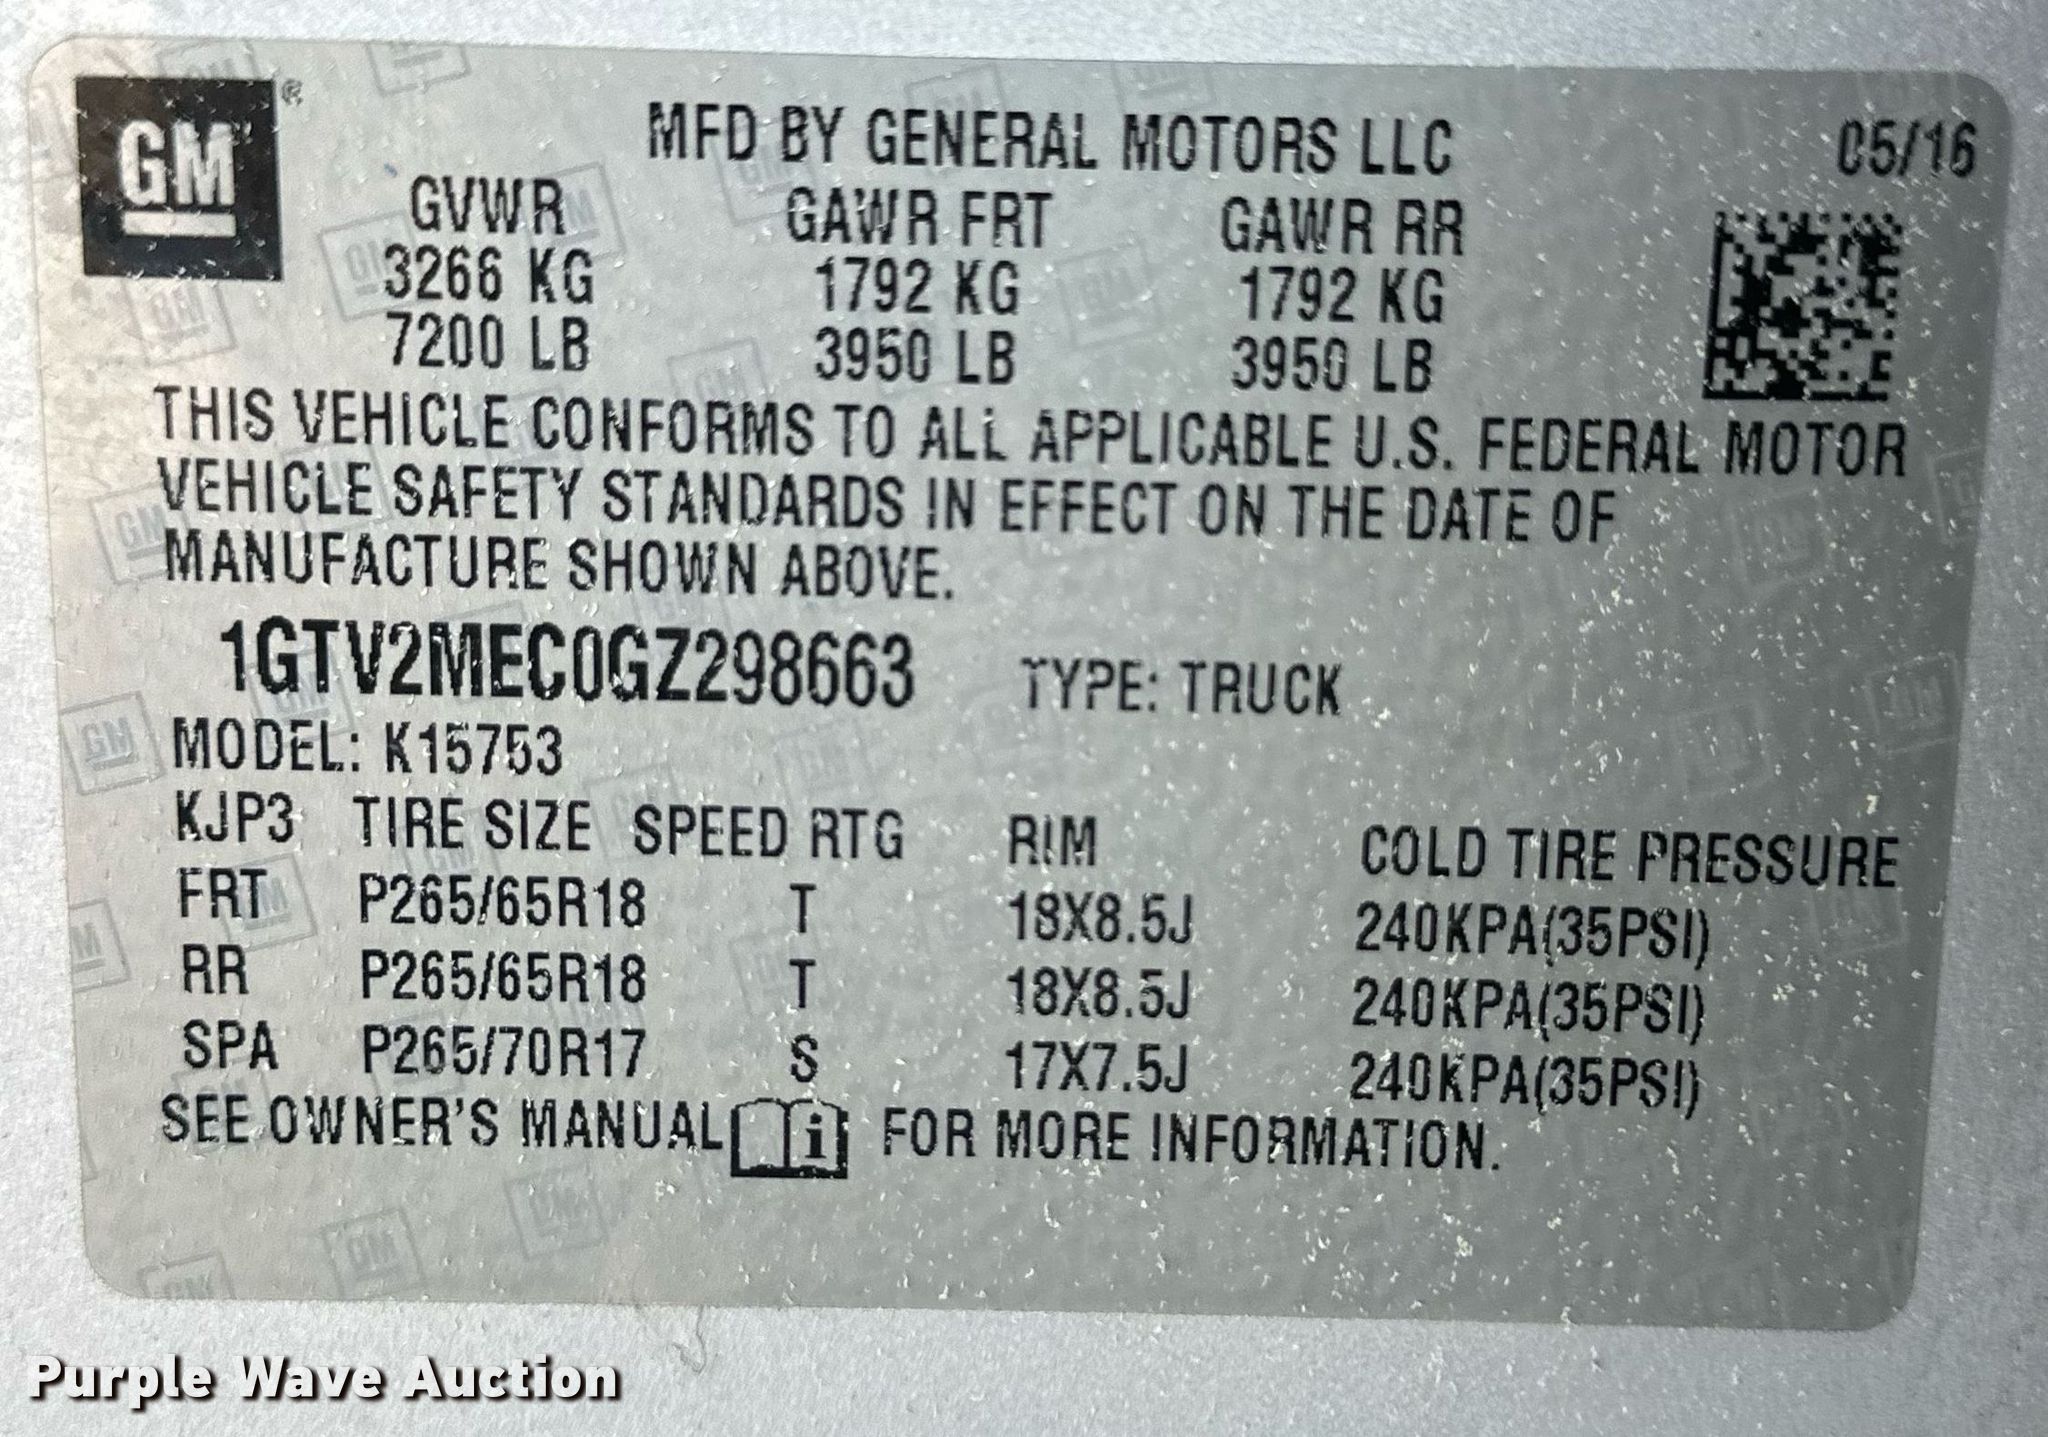 GM ®
MFD BY GENERAL MOTORS LLC 05/16
GVWR GAWR FRT GAWR RR
3266 KG 1792 KG 1792 KG
7200 LB 3950 LB 3950 LB
THIS VEHICLE CONFORMS TO ALL APPLICABLE U.S. FEDERAL MOTOR
VEHICLE SAFETY STANDARDS IN EFFECT ON THE DATE OF
MANUFACTURE SHOWN ABOVE.
1GTV2MEC0GZ298663 TYPE: TRUCK
MODEL: K15753
KJP3 TIRE SIZE SPEED RTG RIM COLD TIRE PRESSURE
FRT P265/65R18 T 18X8.5J 240KPA(35PSI)
RR P265/65R18 T 18X8.5J 240KPA(35PSI)
SPA P265/70R17 S 17X7.5J 240KPA(35PSI)
SEE OWNER'S MANUAL i FOR MORE INFORMATION.
Purple Wave Auction